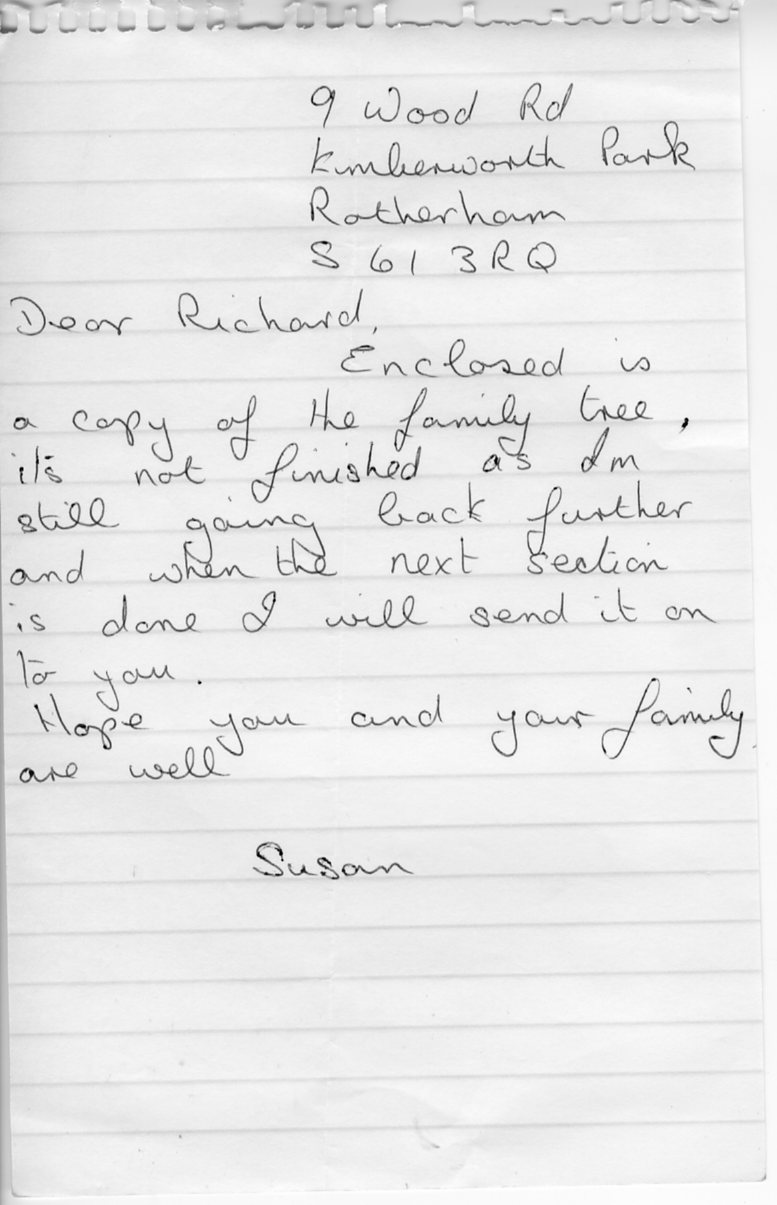 9 Wood Rd
Kimberworth Park
Rotherham
S61 3RQ
Dear Richard,
Enclosed is
a copy of the family tree,
it's not finished as Im
still going back further
and when the next section
is done I will send it on
to you.
Hope you and your family
are well
Susan